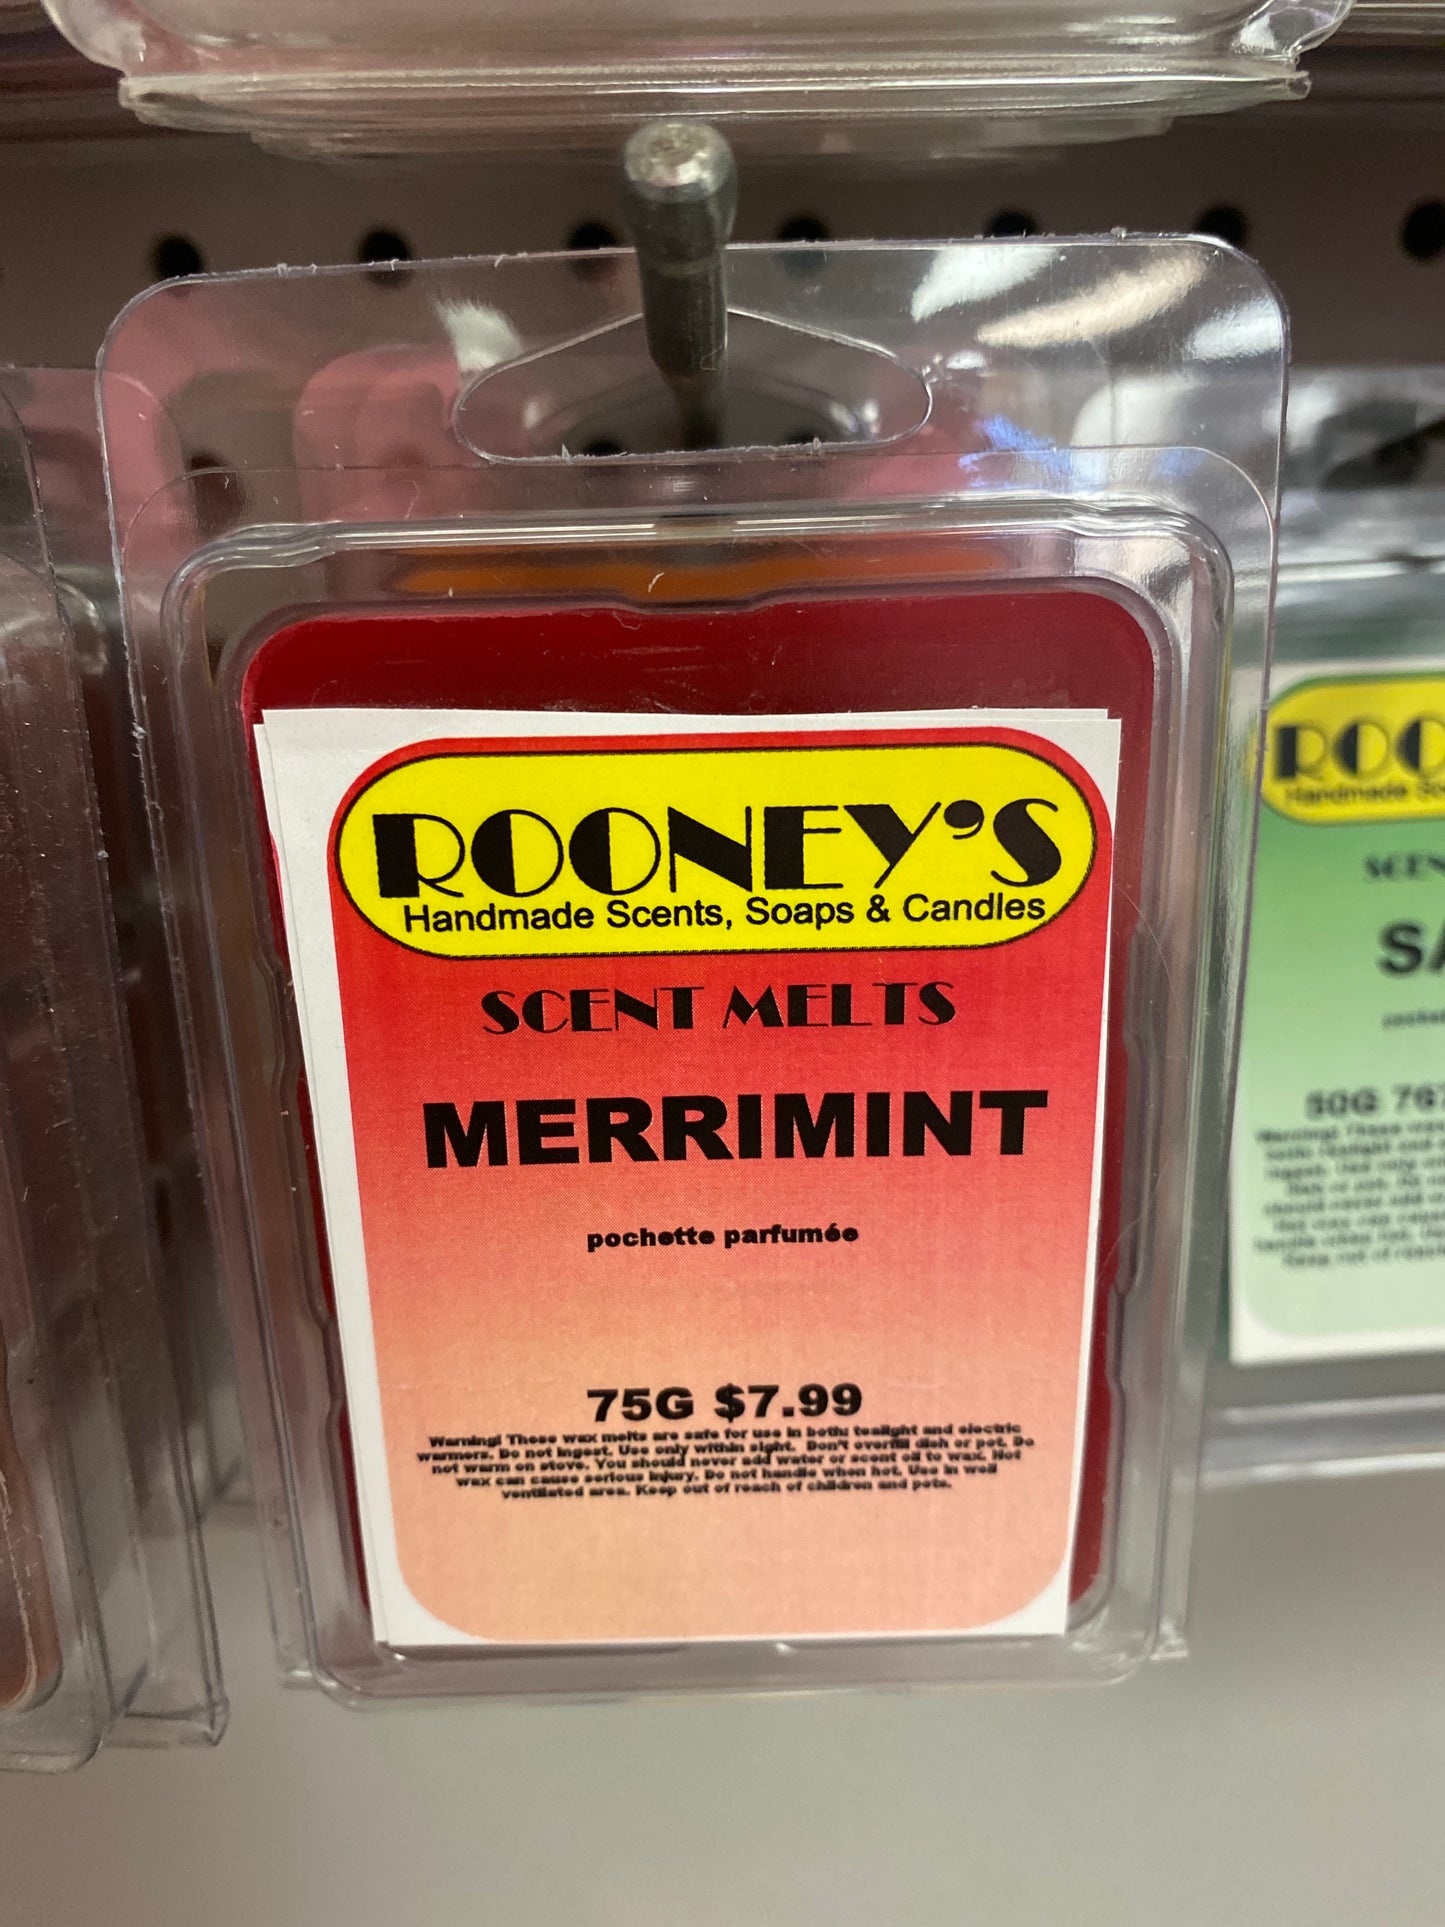 ROONEY'S
Handmade Scents, Soaps & Candles
SCENT MELTS
MERRIMINT
pochette parfumée
75G $7.99
Warning! These wax melts are safe for use in both: tealight and electric
warmers. Do not ingest. Use only within sight. Don't overfill dish or pot. Do
not warm on stove. You should never add water or scent oil to wax. Hot
wax can cause serious injury. Do not handle when hot. Use in well
ventilated area. Keep out of reach of children and pets.
ROO
Handmade
SCEN
SA
50G